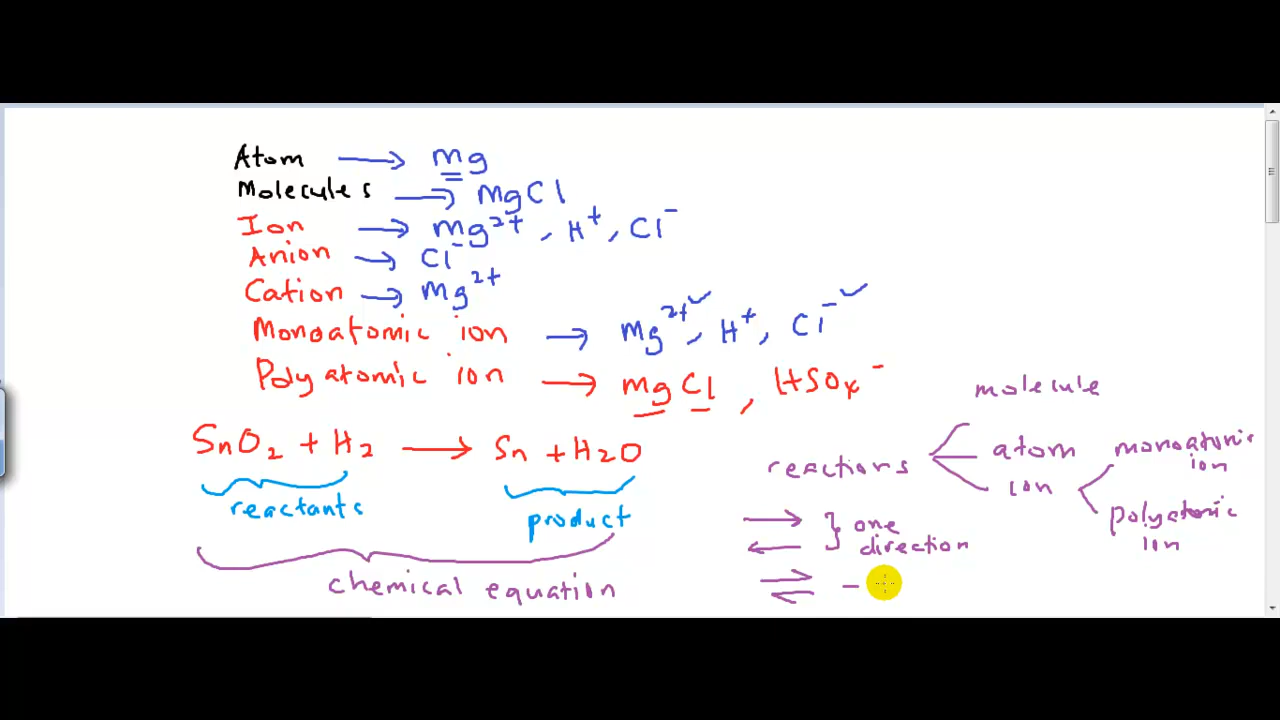 Atom → Mg
Molecules → MgCl
Ion → Mg²⁺, H⁺, Cl⁻
Anion → Cl⁻
Cation → Mg²⁺
Monoatomic ion → Mg²⁺, H⁺, Cl⁻
Polyatomic ion → MgCl, HSO₄⁻
SnO₂ + H₂ → Sn + H₂O
reactants
product
chemical equation
molecule
reactions
atom
ion
monoatomic
ion
polyatomic
ion
→ } one
← direction
⇌ -